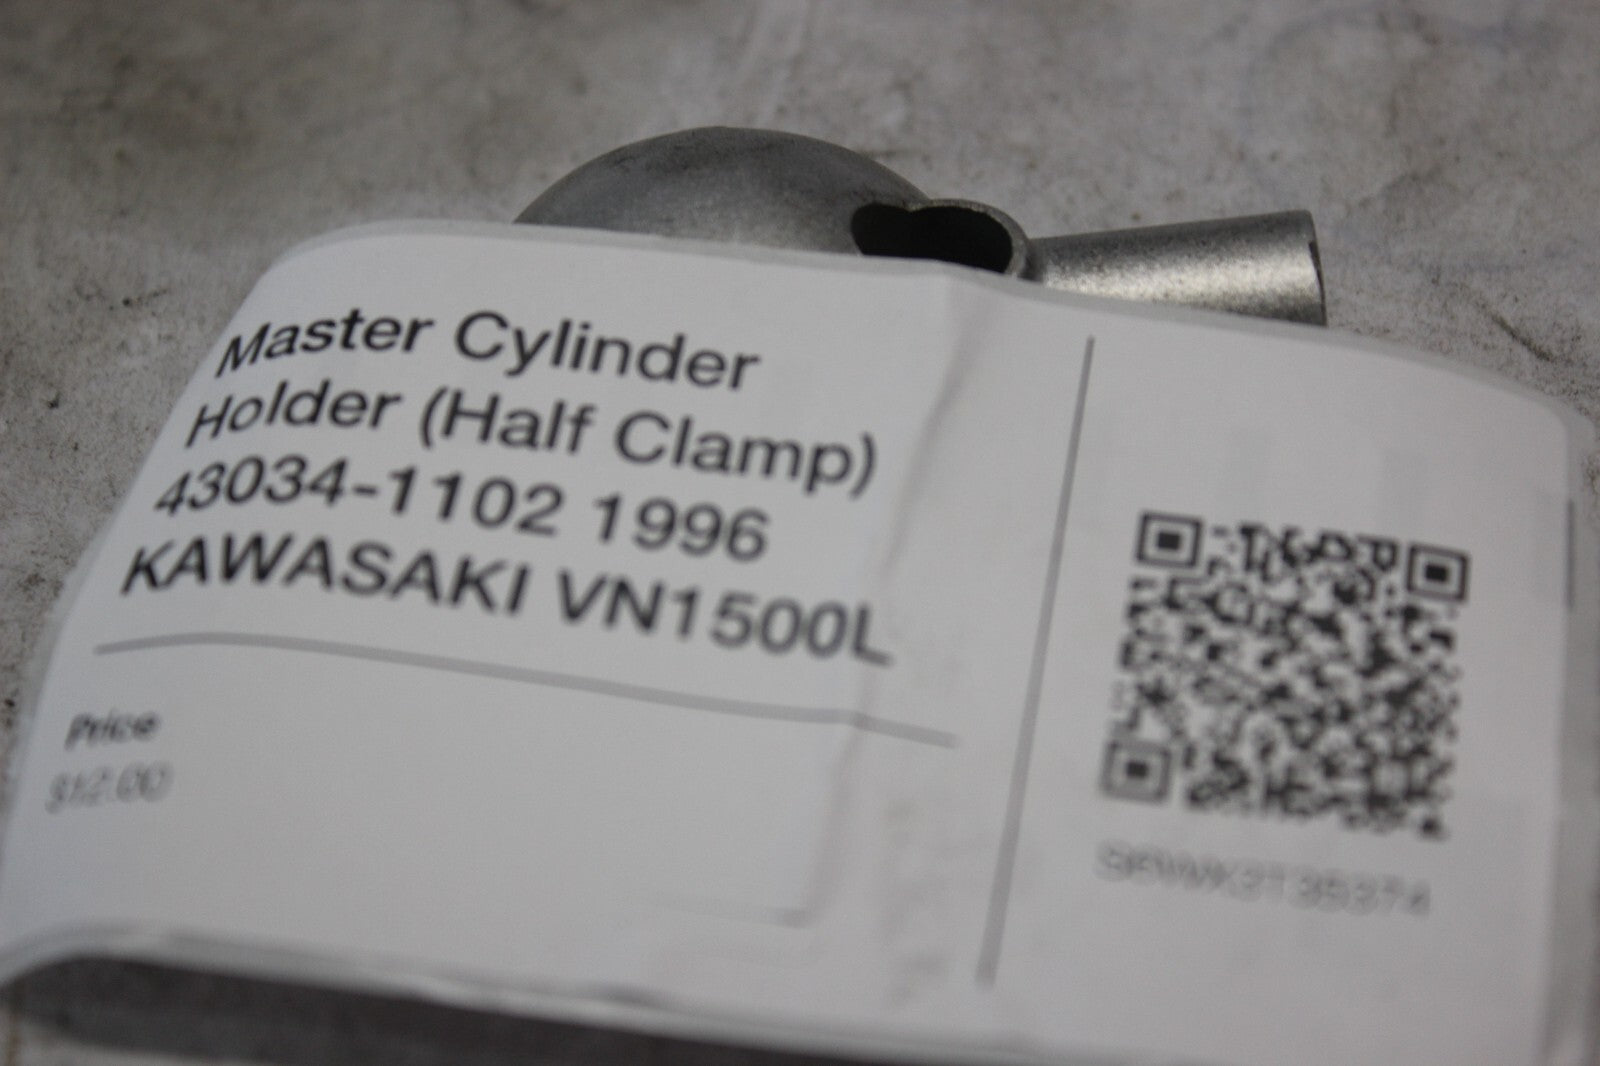 Master Cylinder
Holder (Half Clamp)
43034-1102 1996
KAWASAKI VN1500L
Price
$12.00